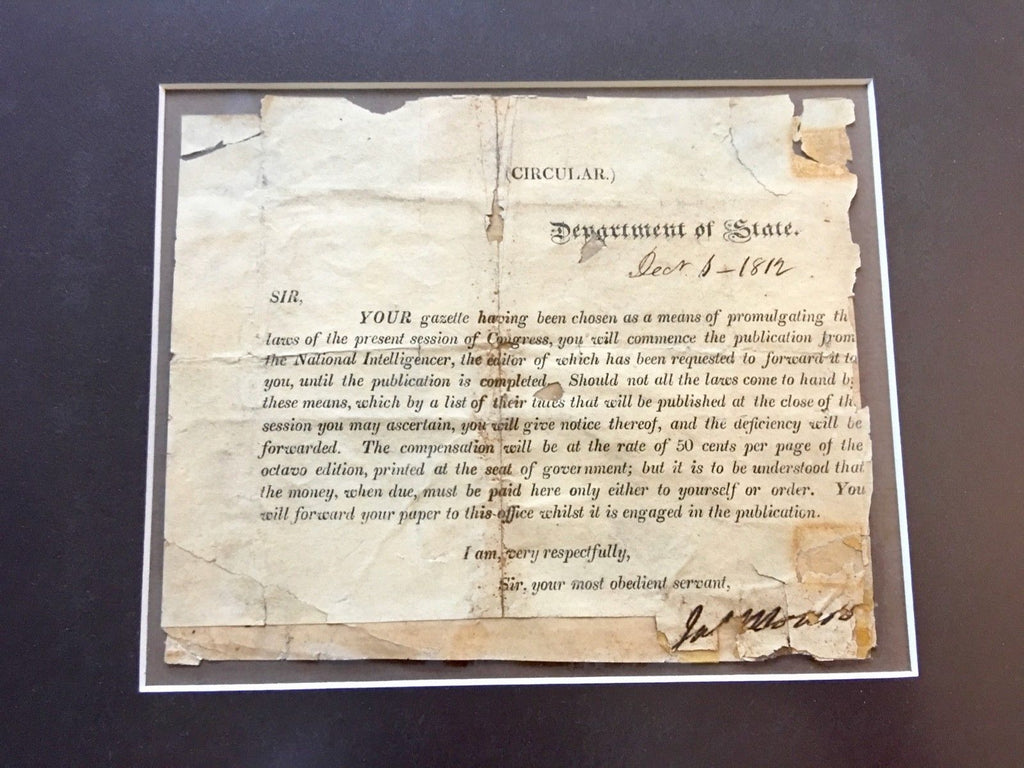 (CIRCULAR.)
Department of State.
Decr 1 - 1812
SIR,
YOUR gazette having been chosen as a means of promulgating th
laws of the present session of Congress, you will commence the publication from
the National Intelligencer, the editor of which has been requested to forward it to
you, until the publication is completed. Should not all the laws come to hand b
these means, which by a list of their titles that will be published at the close of th
session you may ascertain, you will give notice thereof, and the deficiency will be
forwarded. The compensation will be at the rate of 50 cents per page of the
octavo edition, printed at the seat of government; but it is to be understood that
the money, when due, must be paid here only either to yourself or order. You
will forward your paper to this office whilst it is engaged in the publication.
I am, very respectfully,
Sir, your most obedient servant,
Jas Monroe